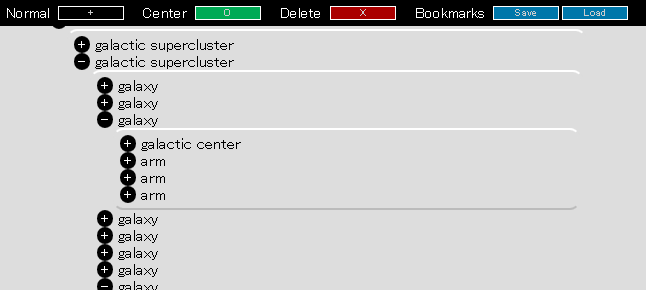 Normal + Center O Delete X Bookmarks Save Load
+ galactic supercluster
− galactic supercluster
+ galaxy
+ galaxy
− galaxy
+ galactic center
+ arm
+ arm
+ arm
+ galaxy
+ galaxy
+ galaxy
+ galaxy
− galaxy